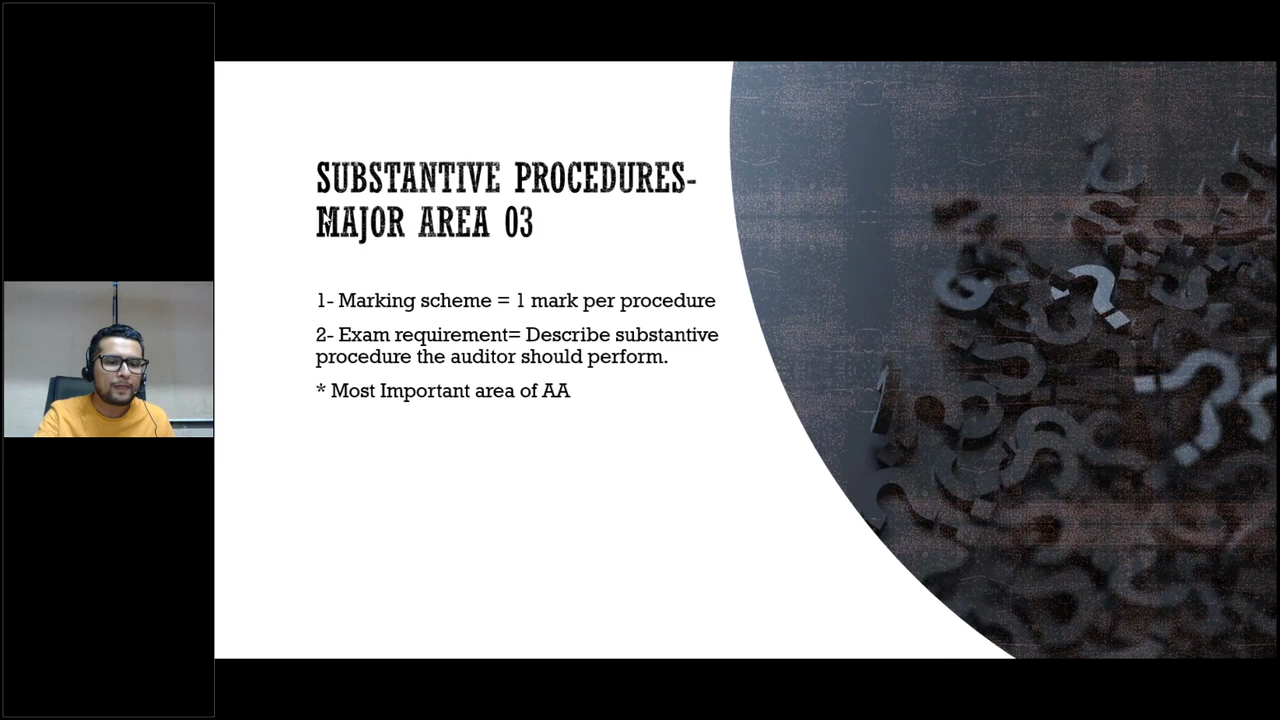 SUBSTANTIVE PROCEDURES-
MAJOR AREA 03
1- Marking scheme = 1 mark per procedure
2- Exam requirement= Describe substantive
procedure the auditor should perform.
* Most Important area of AA